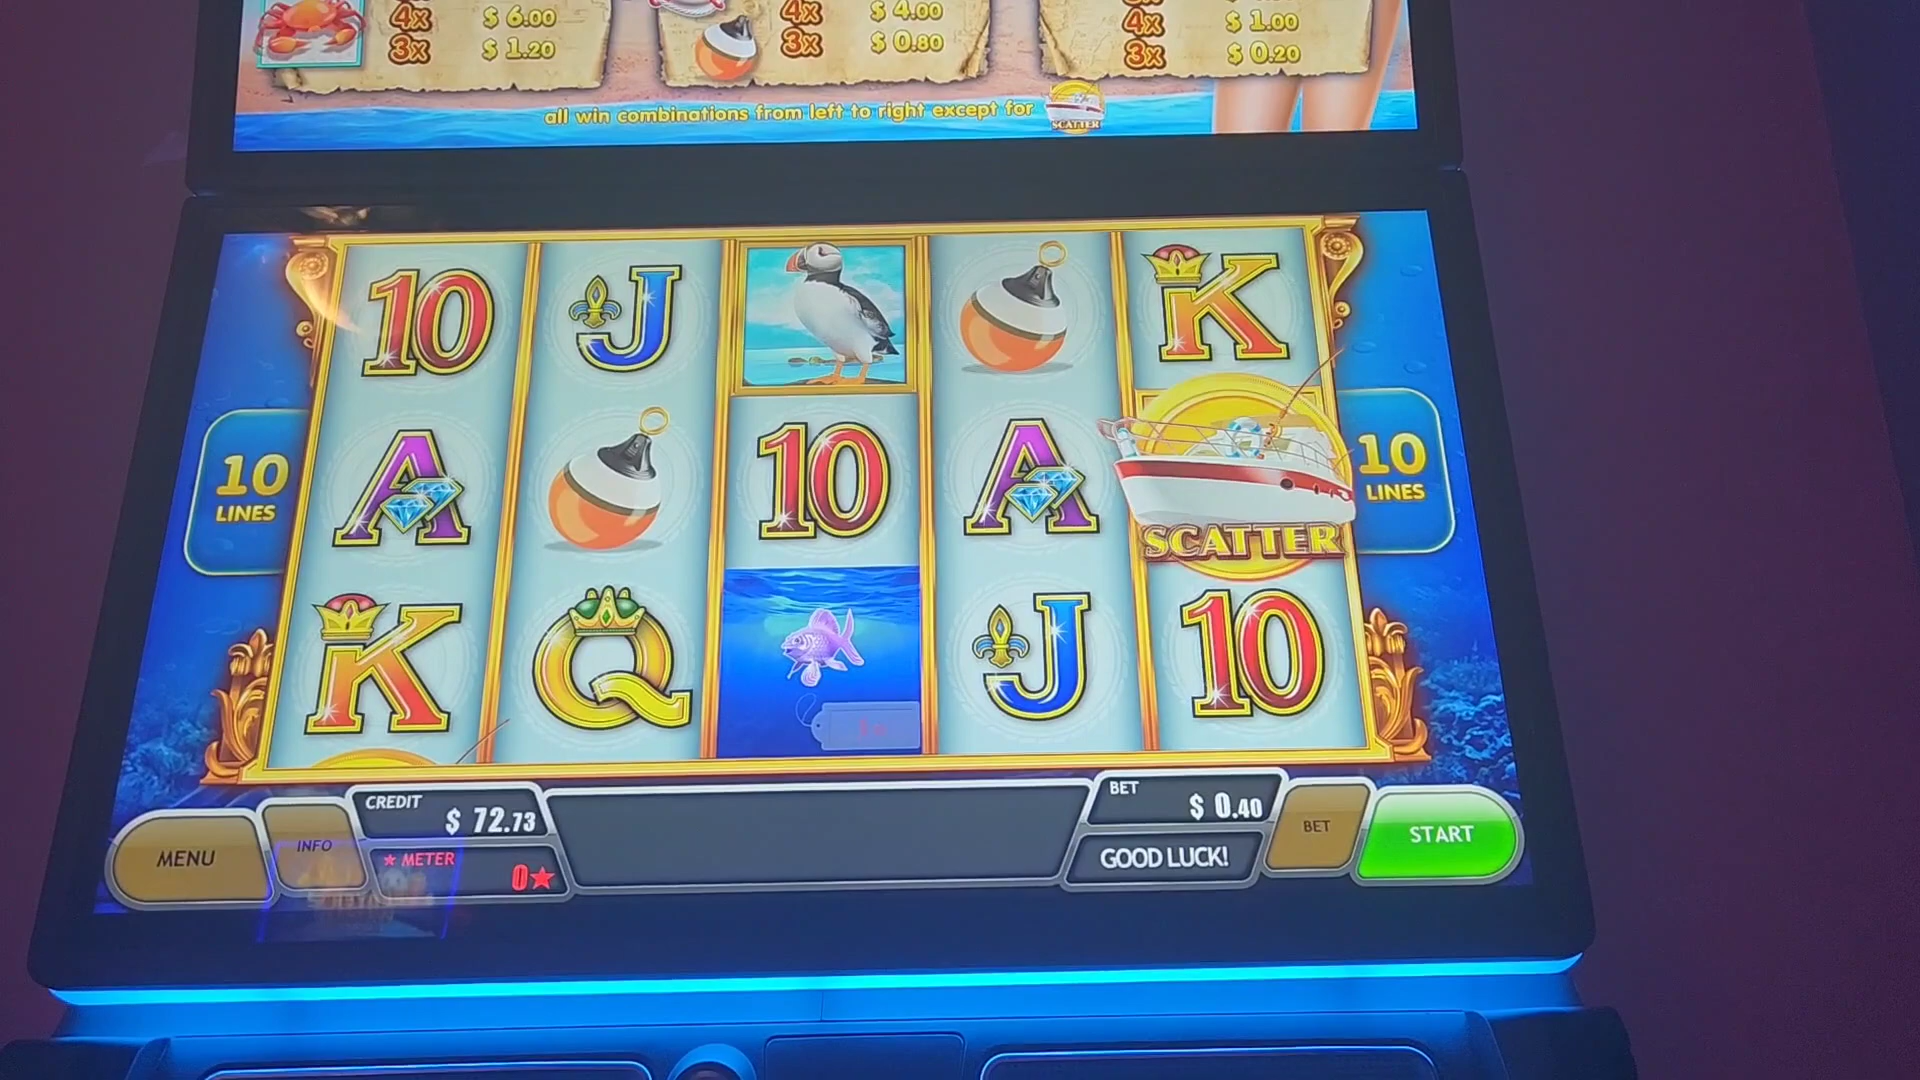 4x $ 6.00
3x $ 1.20
4x $ 4.00
3x $ 0.80
4x $ 1.00
3x $ 0.20
all win combinations from left to right except for
SCATTER
10 J K
A 10 A
SCATTER
K Q J 10
10
LINES
10
LINES
CREDIT
$ 72.73
★ METER
0★
BET
$ 0.40
GOOD LUCK!
MENU
INFO
BET
START